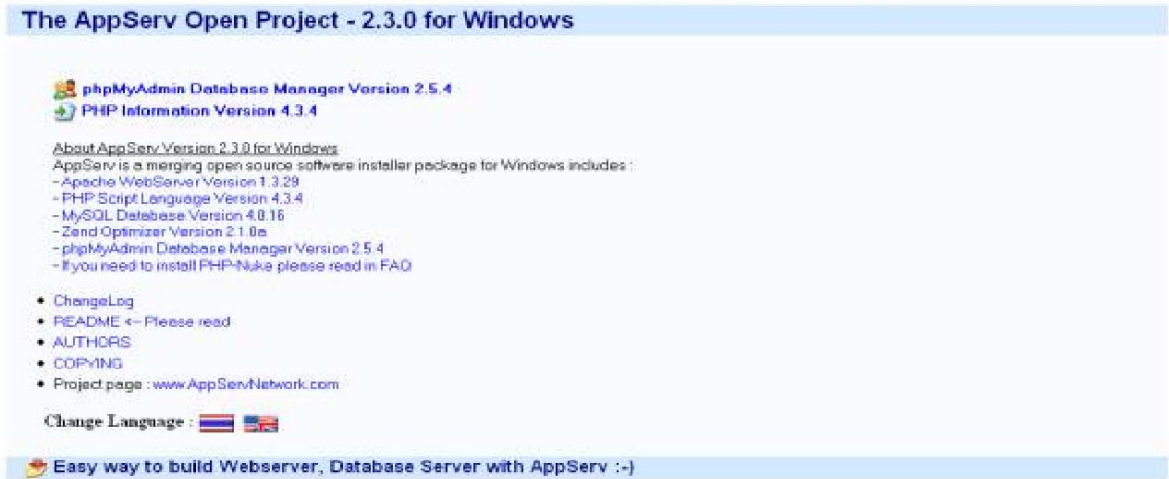 The AppServ Open Project - 2.3.0 for Windows
phpMyAdmin Database Manager Version 2.5.4
PHP Information Version 4.3.4
About AppServ Version 2.3.0 for Windows
AppServ is a merging open source software installer package for Windows includes :
- Apache WebServer Version 1.3.29
- PHP Script Language Version 4.3.4
- MySQL Database Version 4.0.16
- Zend Optimizer Version 2.1.0a
- phpMyAdmin Database Manager Version 2.5.4
- If you need to install PHP-Nuke please read in FAQ
• ChangeLog
• README <-- Please read
• AUTHORS
• COPYING
• Project page : www.AppServNetwork.com
Change Language :
Easy way to build Webserver, Database Server with AppServ :-)